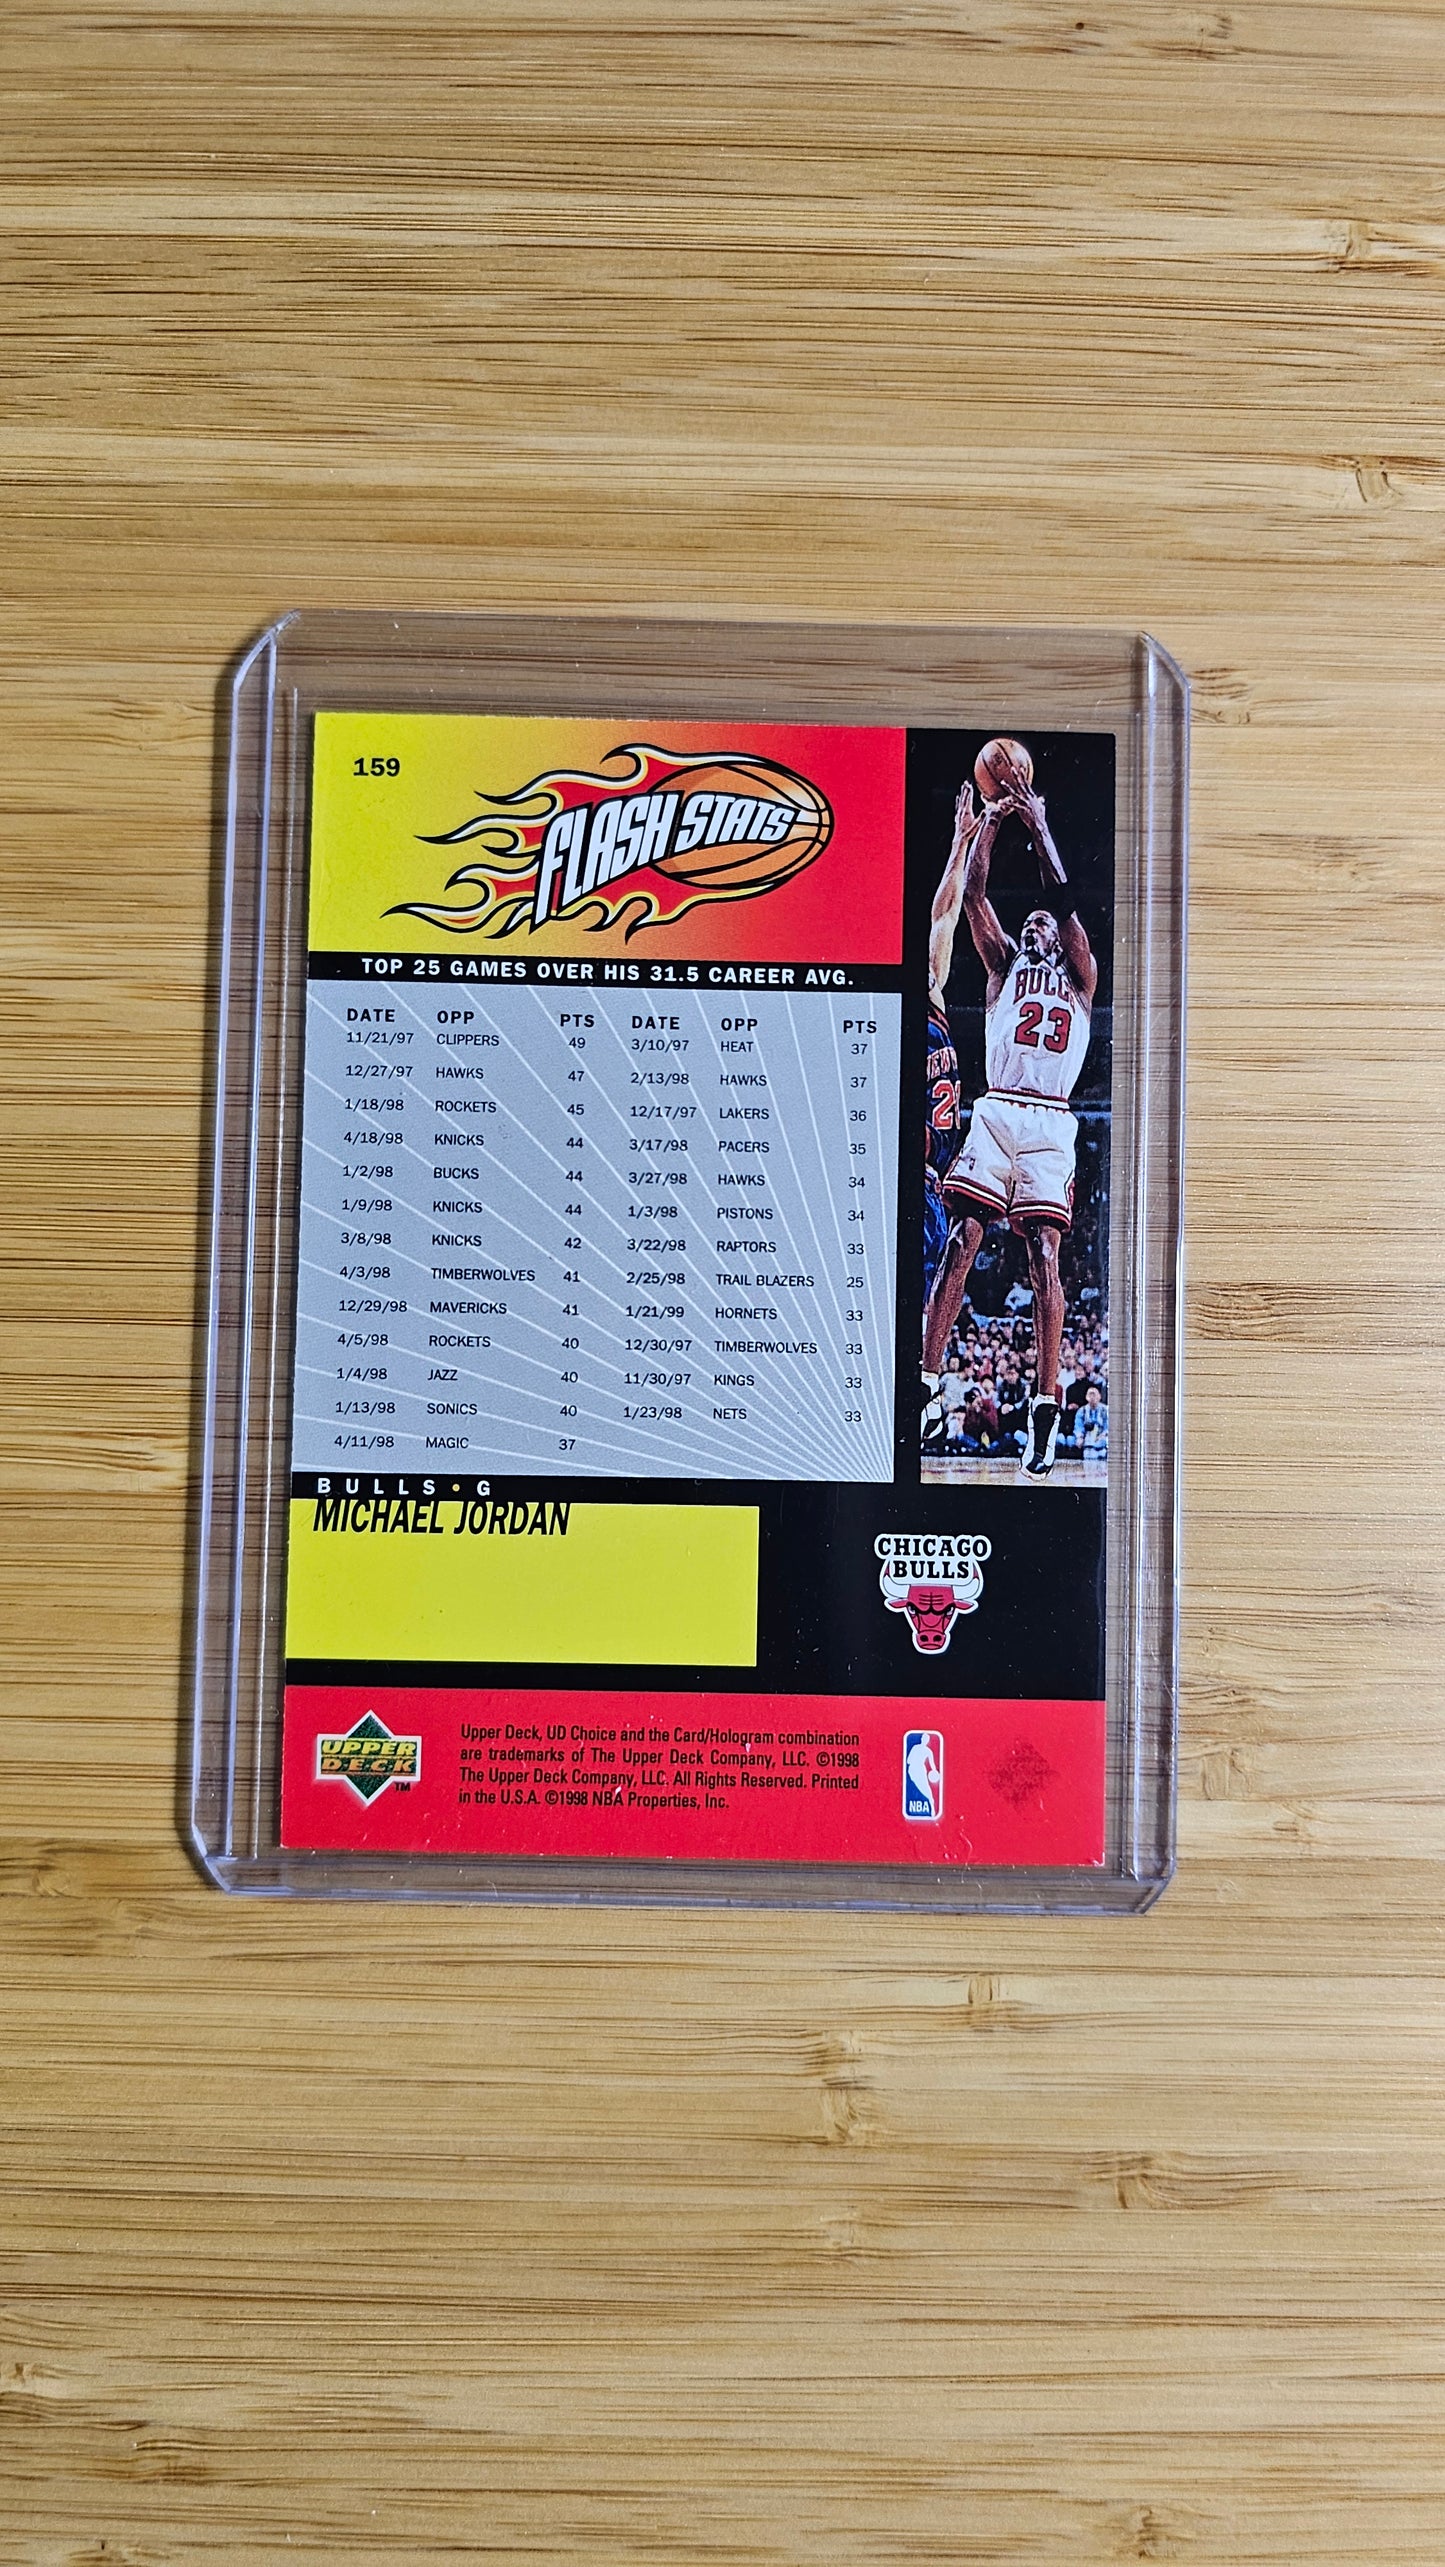 159
FLASH STATS
TOP 25 GAMES OVER HIS 31.5 CAREER AVG.
DATE OPP PTS DATE OPP PTS
11/21/97 CLIPPERS 49 3/10/97 HEAT 37
12/27/97 HAWKS 47 2/13/98 HAWKS 37
1/18/98 ROCKETS 45 12/17/97 LAKERS 36
4/18/98 KNICKS 44 3/17/98 PACERS 35
1/2/98 BUCKS 44 3/27/98 HAWKS 34
1/9/98 KNICKS 44 1/3/98 PISTONS 34
3/8/98 KNICKS 42 3/22/98 RAPTORS 33
4/3/98 TIMBERWOLVES 41 2/25/98 TRAIL BLAZERS 25
12/29/98 MAVERICKS 41 1/21/99 HORNETS 33
4/5/98 ROCKETS 40 12/30/97 TIMBERWOLVES 33
1/4/98 JAZZ 40 11/30/97 KINGS 33
1/13/98 SONICS 40 1/23/98 NETS 33
4/11/98 MAGIC 37
BULLS
23
BULLS • G
MICHAEL JORDAN
CHICAGO
BULLS
UPPER
DECK
TM
Upper Deck, UD Choice and the Card/Hologram combination
are trademarks of The Upper Deck Company, LLC. ©1998
The Upper Deck Company, LLC. All Rights Reserved. Printed
in the U.S.A. ©1998 NBA Properties, Inc.
NBA